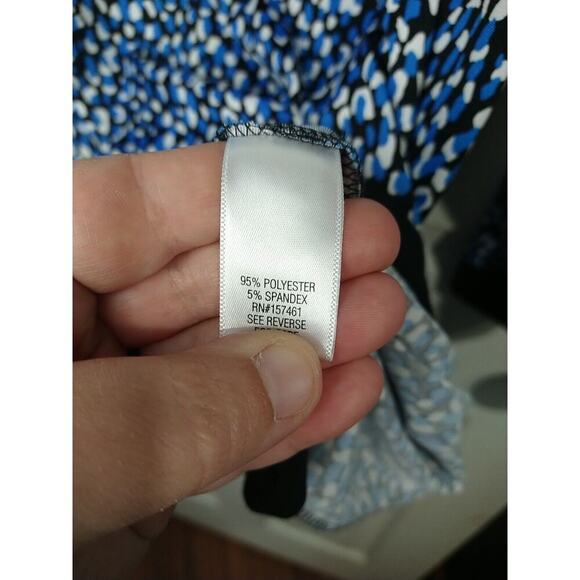 95% POLYESTER
5% SPANDEX
RN#157461
SEE REVERSE